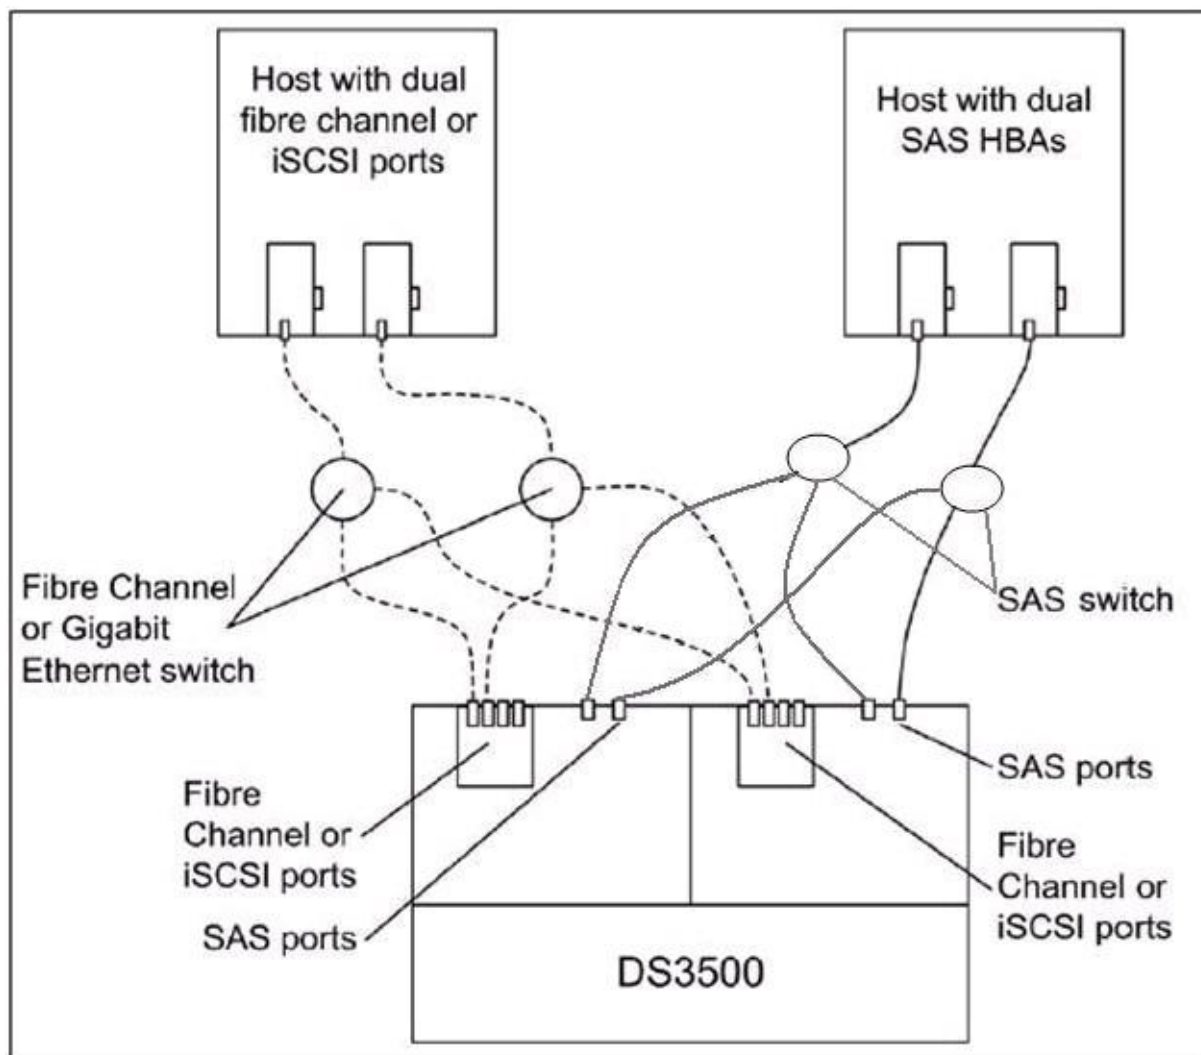 Host with dual
fibre channel or
iSCSI ports
Host with dual
SAS HBAs
Fibre Channel
or Gigabit
Ethernet switch
SAS switch
Fibre
Channel or
iSCSI ports
SAS ports
SAS ports
Fibre
Channel or
iSCSI ports
DS3500